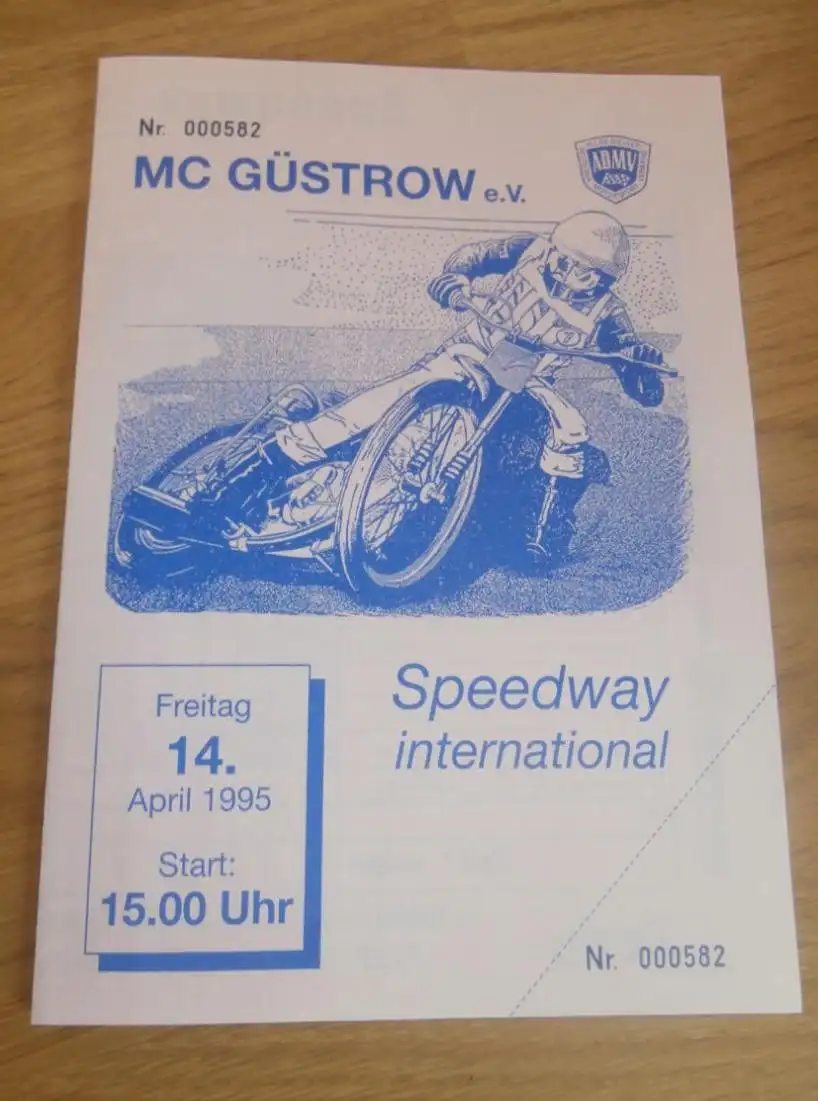 Nr. 000582
MC GÜSTROW e.V.
ADMV
Freitag
14.
April 1995
Start:
15.00 Uhr
Speedway
international
Nr. 000582